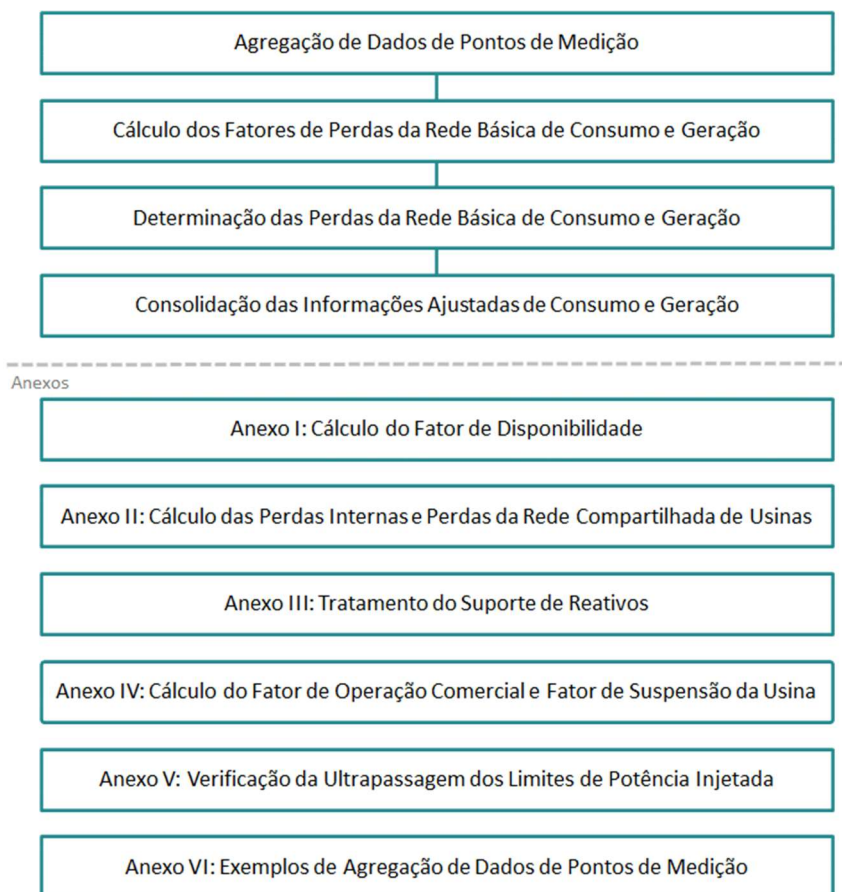 Agregação de Dados de Pontos de Medição
Cálculo dos Fatores de Perdas da Rede Básica de Consumo e Geração
Determinação das Perdas da Rede Básica de Consumo e Geração
Consolidação das Informações Ajustadas de Consumo e Geração
Anexos
Anexo I: Cálculo do Fator de Disponibilidade
Anexo II: Cálculo das Perdas Internas e Perdas da Rede Compartilhada de Usinas
Anexo III: Tratamento do Suporte de Reativos
Anexo IV: Cálculo do Fator de Operação Comercial e Fator de Suspensão da Usina
Anexo V: Verificação da Ultrapassagem dos Limites de Potência Injetada
Anexo VI: Exemplos de Agregação de Dados de Pontos de Medição